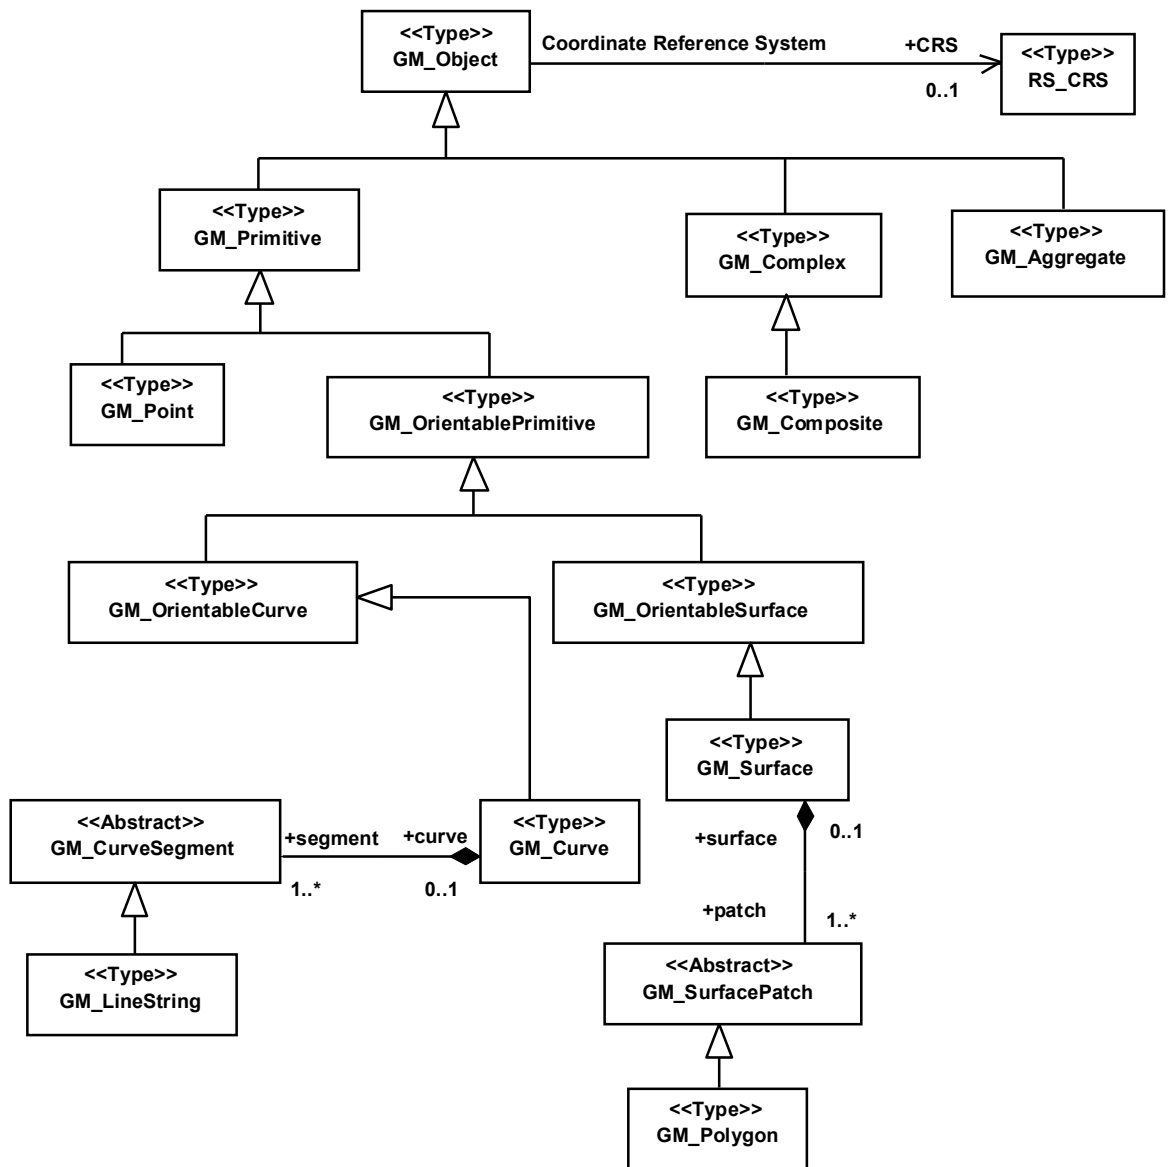 <<Type>>
GM_Object
Coordinate Reference System
+CRS
0..1
<<Type>>
RS_CRS
<<Type>>
GM_Primitive
<<Type>>
GM_Complex
<<Type>>
GM_Aggregate
<<Type>>
GM_Point
<<Type>>
GM_OrientablePrimitive
<<Type>>
GM_Composite
<<Type>>
GM_OrientableCurve
<<Type>>
GM_OrientableSurface
<<Type>>
GM_Surface
<<Abstract>>
GM_CurveSegment
+segment
1..*
+curve
0..1
<<Type>>
GM_Curve
+surface
0..1
+patch
1..*
<<Type>>
GM_LineString
<<Abstract>>
GM_SurfacePatch
<<Type>>
GM_Polygon